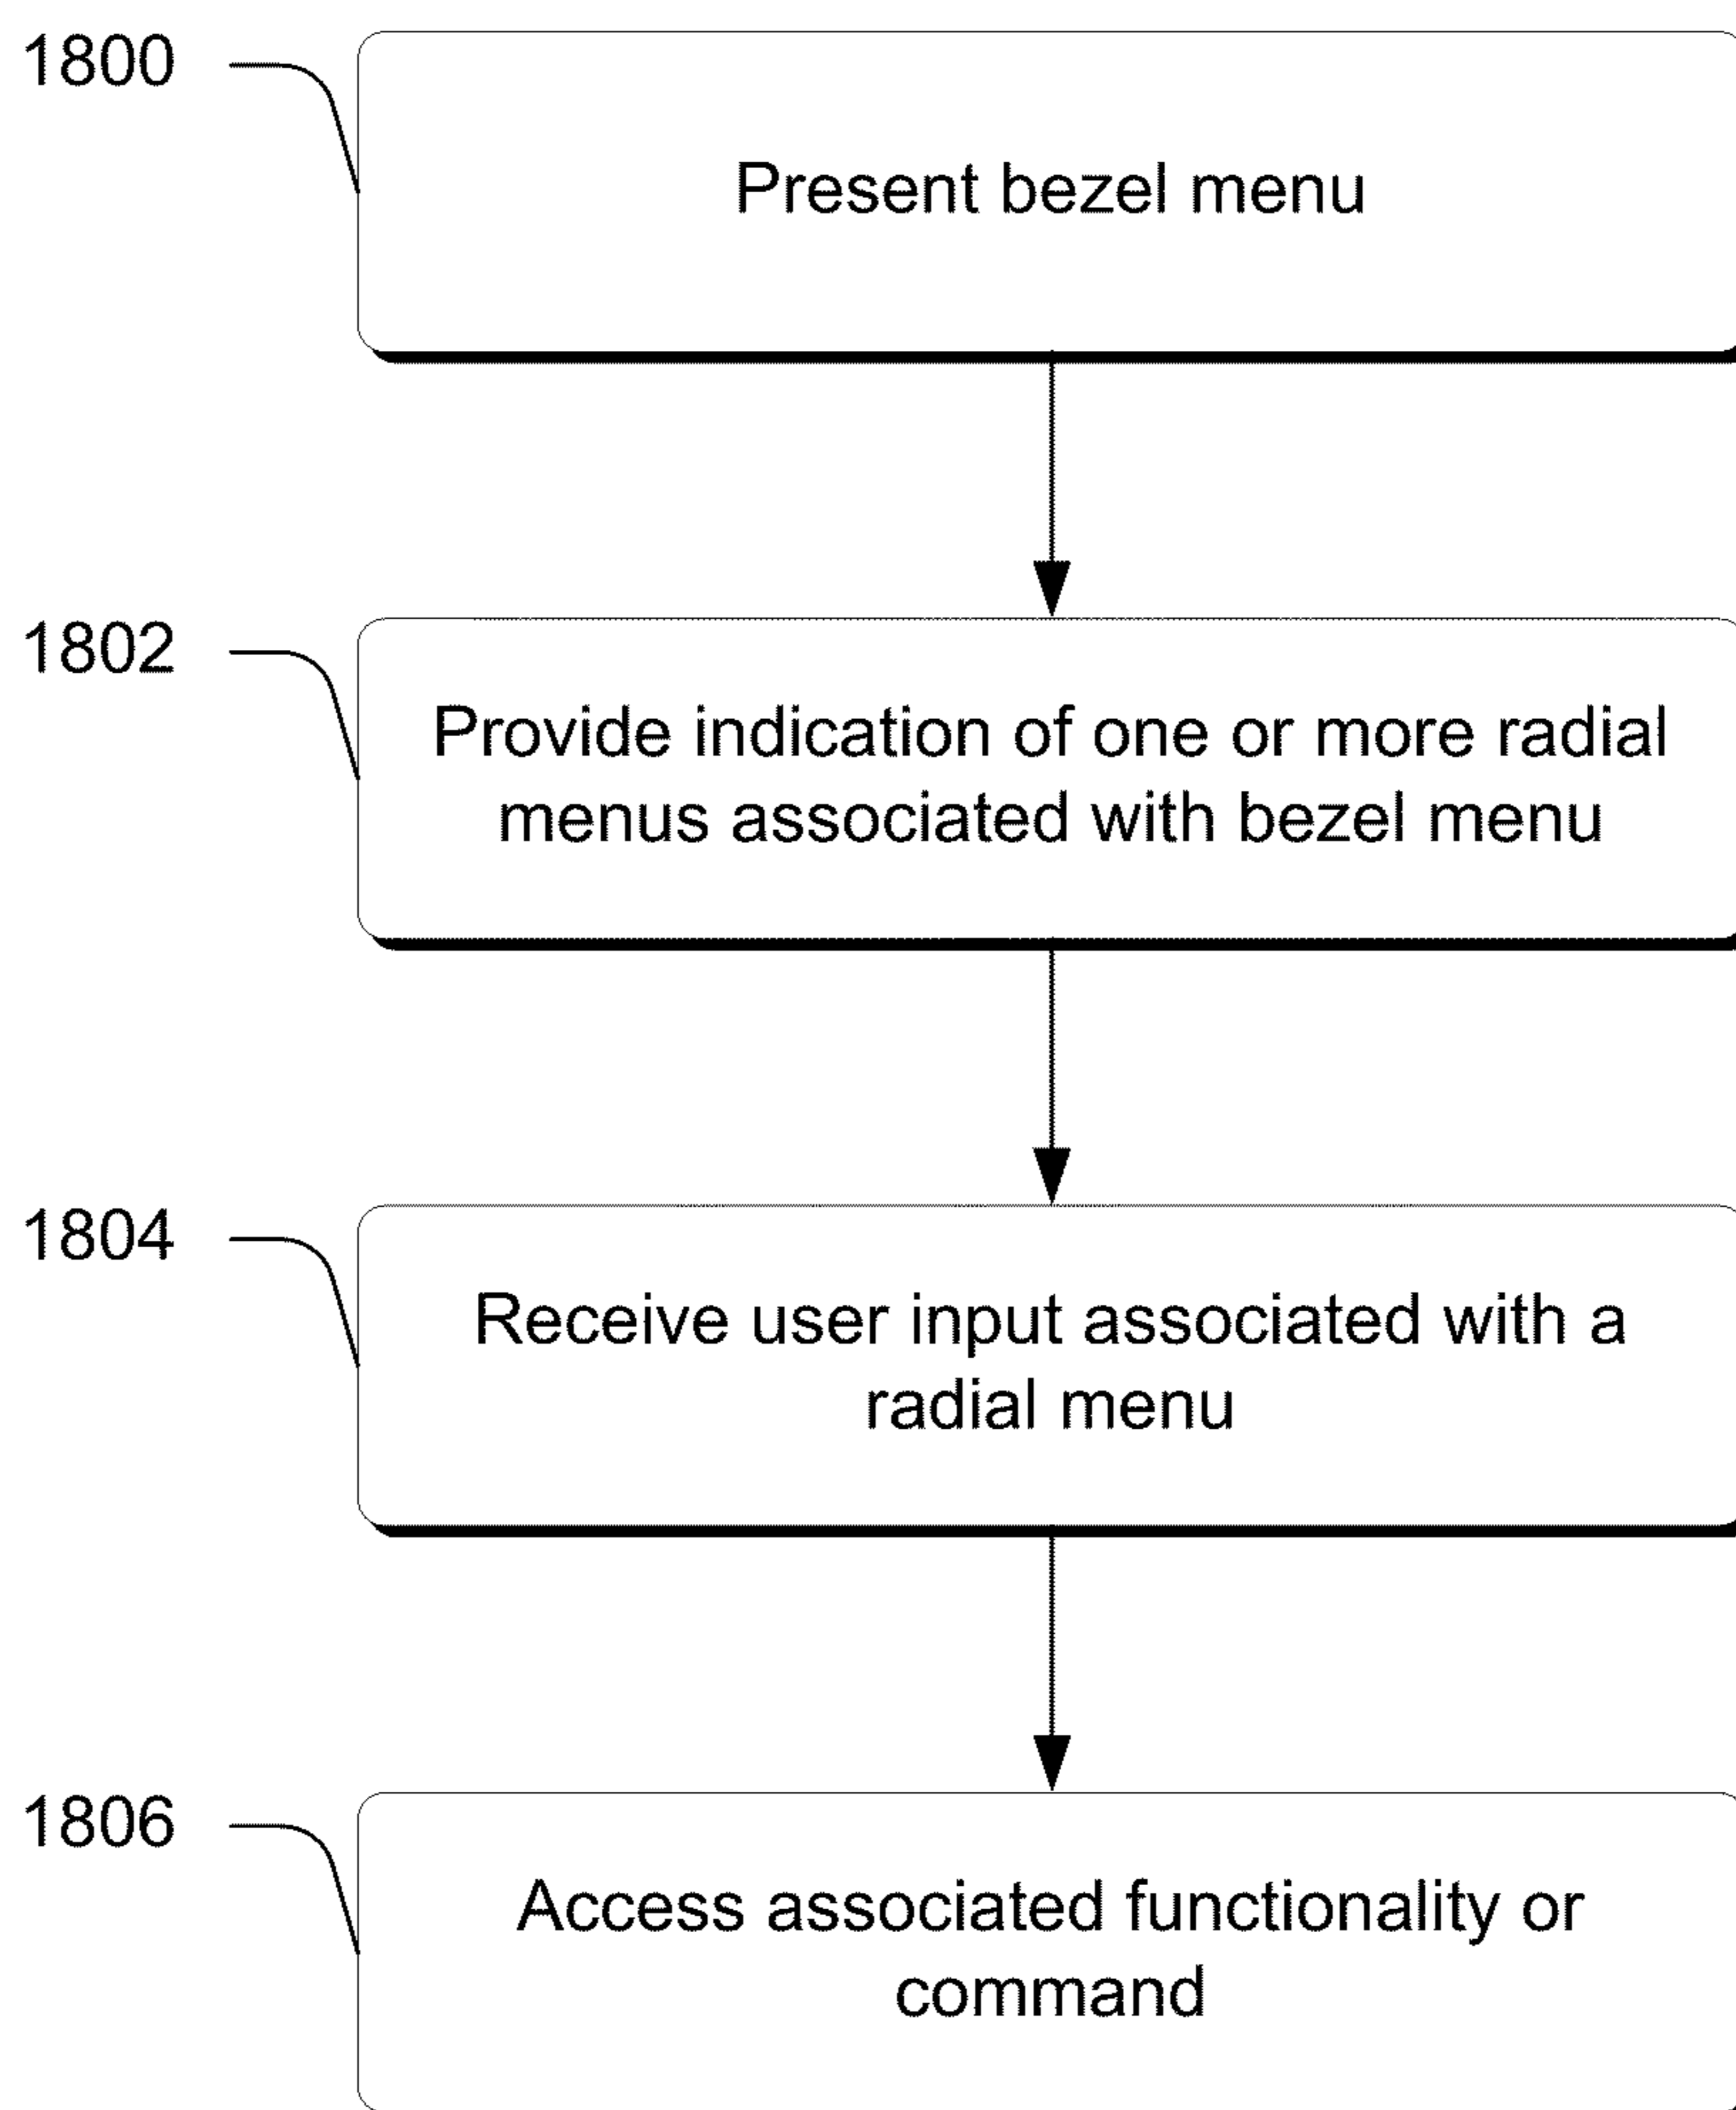 1800
Present bezel menu
1802
Provide indication of one or more radial
menus associated with bezel menu
1804
Receive user input associated with a
radial menu
1806
Access associated functionality or
command